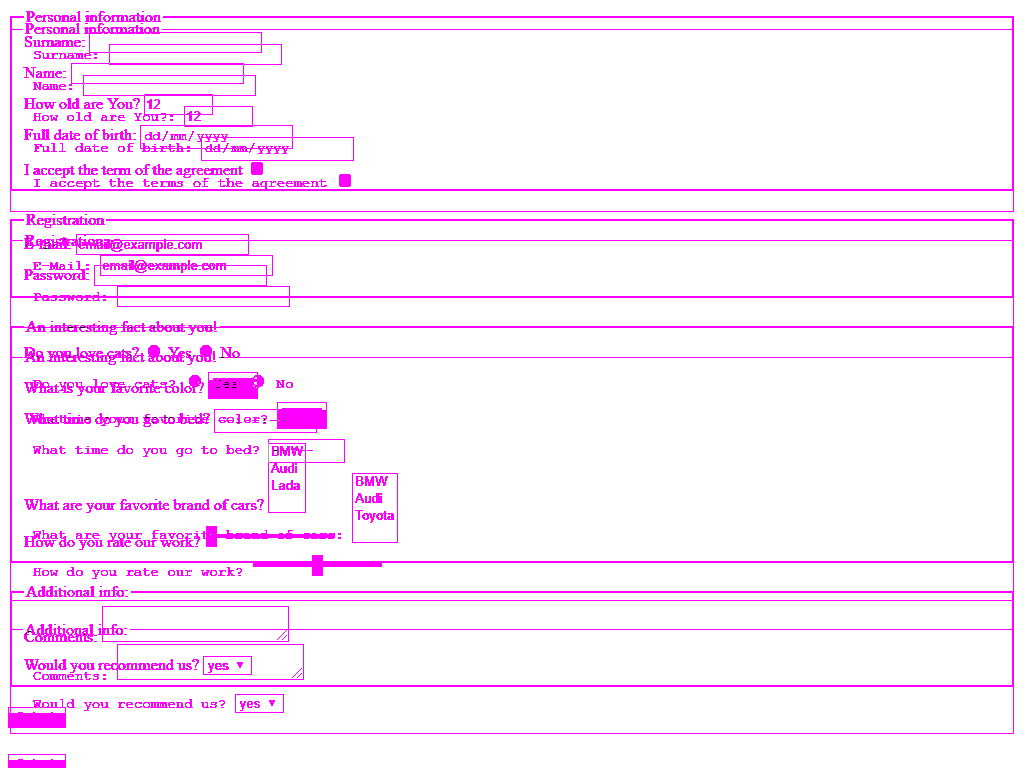 Personal information
Personal information
Surname:
Surname:
Name:
Name:
How old are You? 12
How old are You?: 12
Full date of birth: dd/mm/yyyy
Full date of birth: dd/mm/yyyy
I accept the term of the agreement
I accept the terms of the agreement
Registration
Registration
E-Mail: email@example.com
E-Mail: email@example.com
Password:
Password:
An interesting fact about you!
Do you love cats? Yes No
An interesting fact about you!
Do you love cats? Yes No
What is your favorite color?
What time do you go to bed?
What is your favorite color?
What time do you go to bed?
BMW
Audi
Lada
BMW
Audi
Toyota
What are your favorite brand of cars?
What are your favorite brand of cars:
How do you rate our work?
How do you rate our work?
Additional info:
Additional info:
Comments:
Would you recommend us? yes
Comments:
Would you recommend us? yes